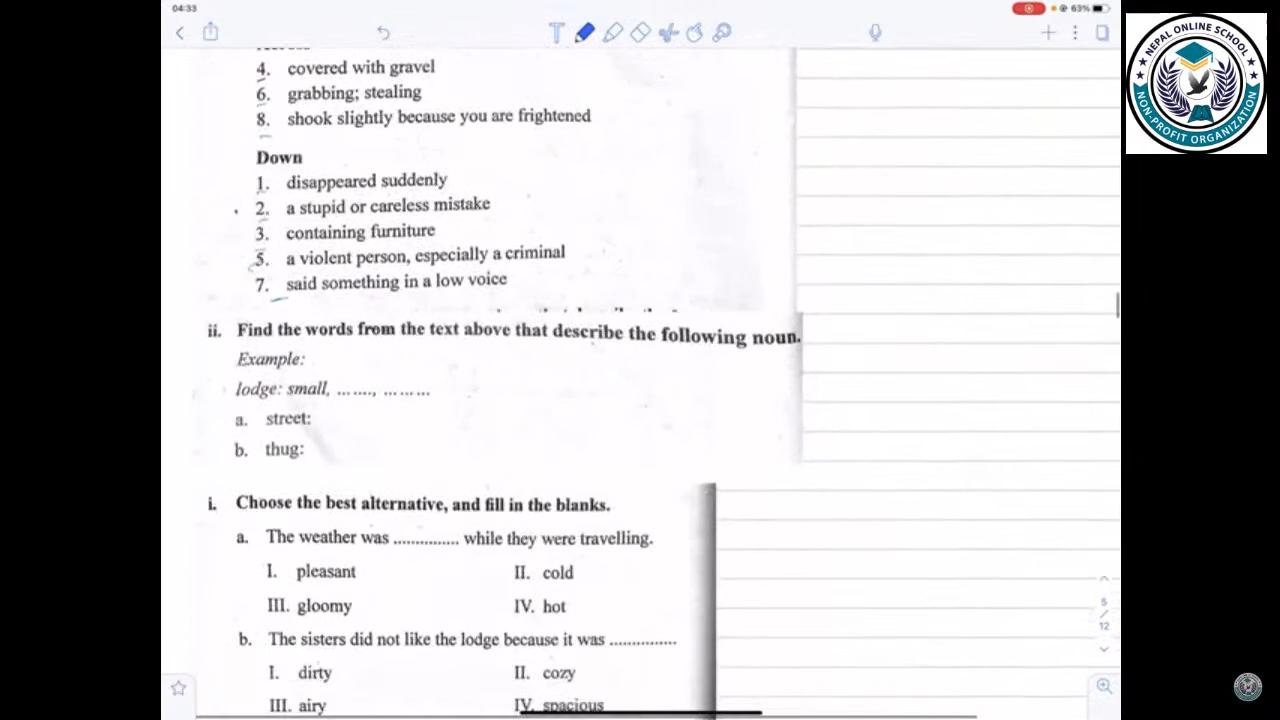 04:33
63%
NEPAL ONLINE SCHOOL
NON-PROFIT ORGANIZATION
4. covered with gravel
6. grabbing; stealing
8. shook slightly because you are frightened
Down
1. disappeared suddenly
2. a stupid or careless mistake
3. containing furniture
5. a violent person, especially a criminal
7. said something in a low voice
ii. Find the words from the text above that describe the following noun.
Example:
lodge: small, ......., .........
a. street:
b. thug:
i. Choose the best alternative, and fill in the blanks.
a. The weather was .............. while they were travelling.
I. pleasant II. cold
III. gloomy IV. hot
b. The sisters did not like the lodge because it was ...............
I. dirty II. cozy
III. airy IV. spacious
5
/
12